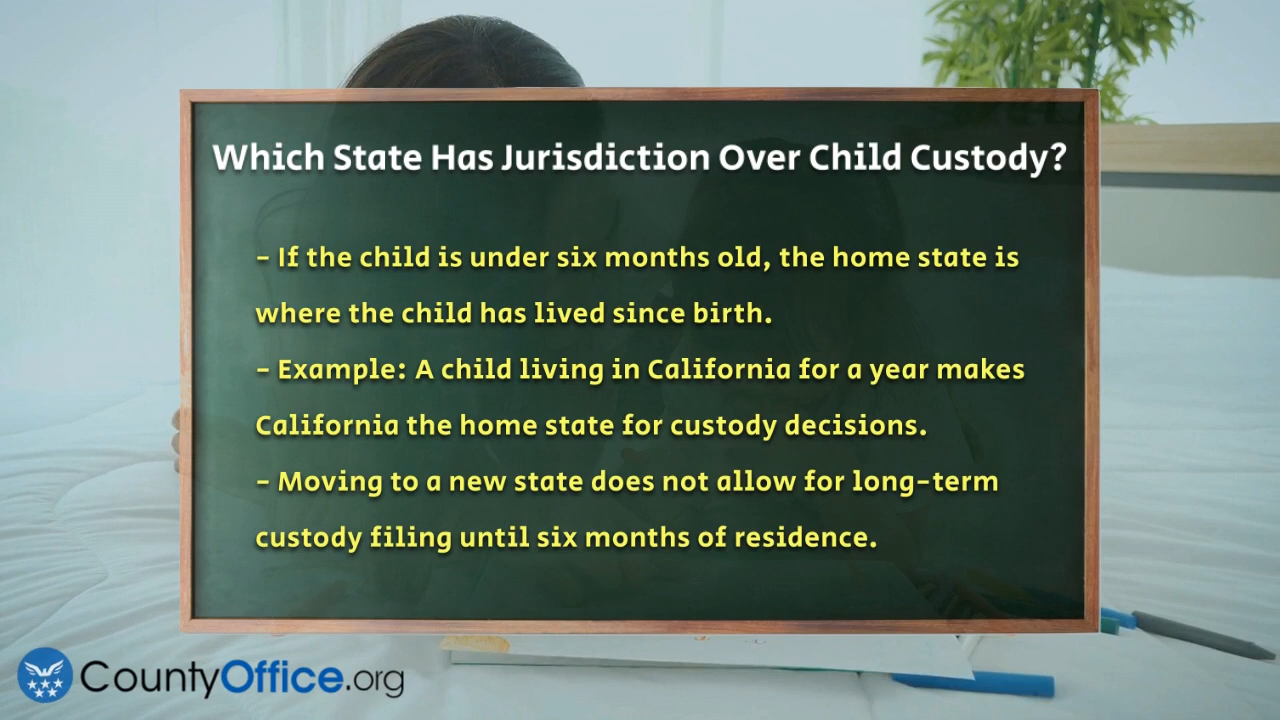 Which State Has Jurisdiction Over Child Custody?
- If the child is under six months old, the home state is
where the child has lived since birth.
- Example: A child living in California for a year makes
California the home state for custody decisions.
- Moving to a new state does not allow for long-term
custody filing until six months of residence.
CountyOffice.org